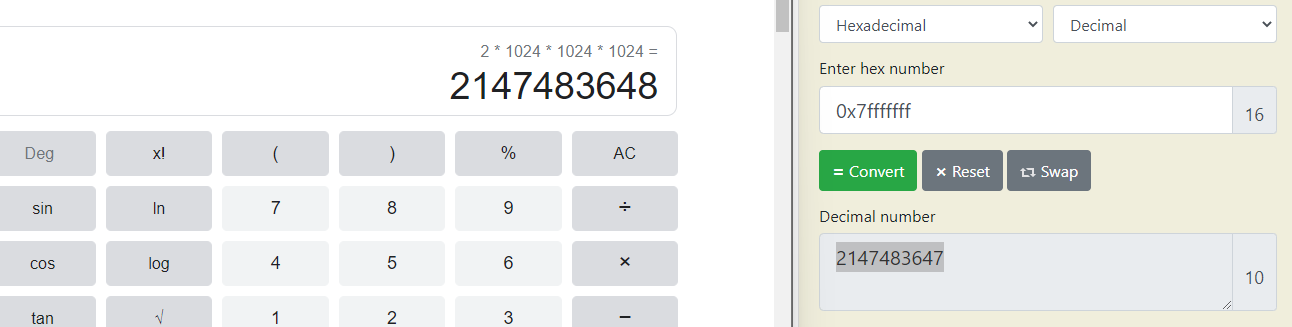 2 * 1024 * 1024 * 1024 =
2147483648
Deg x! ( ) % AC
sin ln 7 8 9 ÷
cos log 4 5 6 ×
tan √ 1 2 3 −
Hexadecimal Decimal
Enter hex number
0x7fffffff 16
= Convert × Reset Swap
Decimal number
2147483647
10